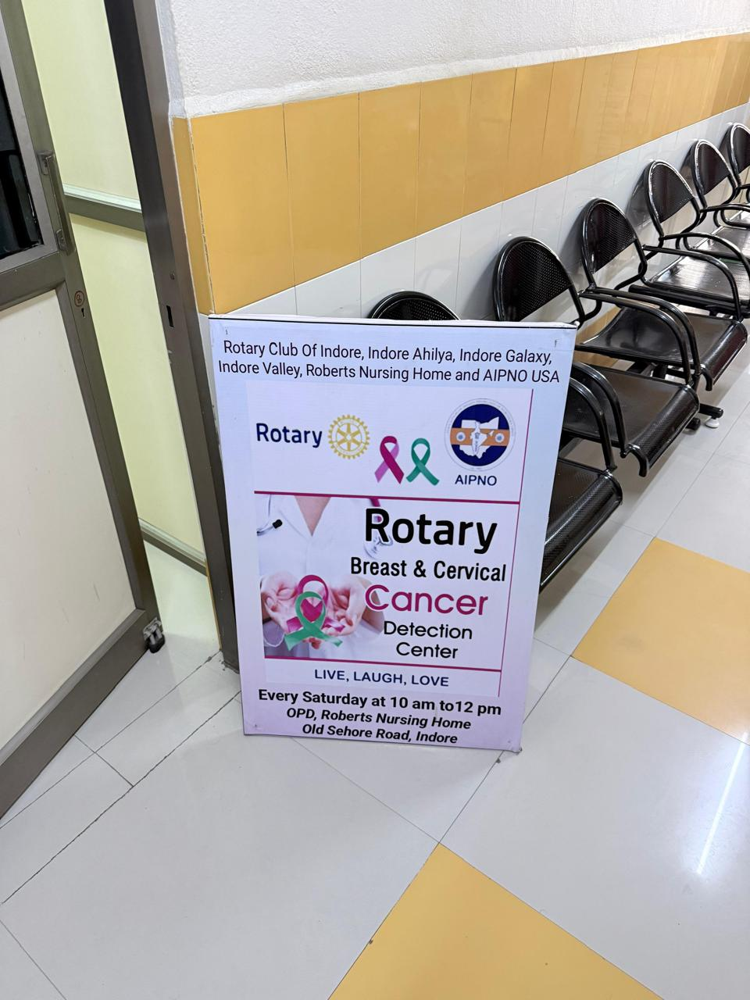 Rotary Club Of Indore, Indore Ahilya, Indore Galaxy,
Indore Valley, Roberts Nursing Home and AIPNO USA
Rotary
AIPNO
Rotary
Breast & Cervical
Cancer
Detection
Center
LIVE, LAUGH, LOVE
Every Saturday at 10 am to12 pm
OPD, Roberts Nursing Home
Old Sehore Road, Indore